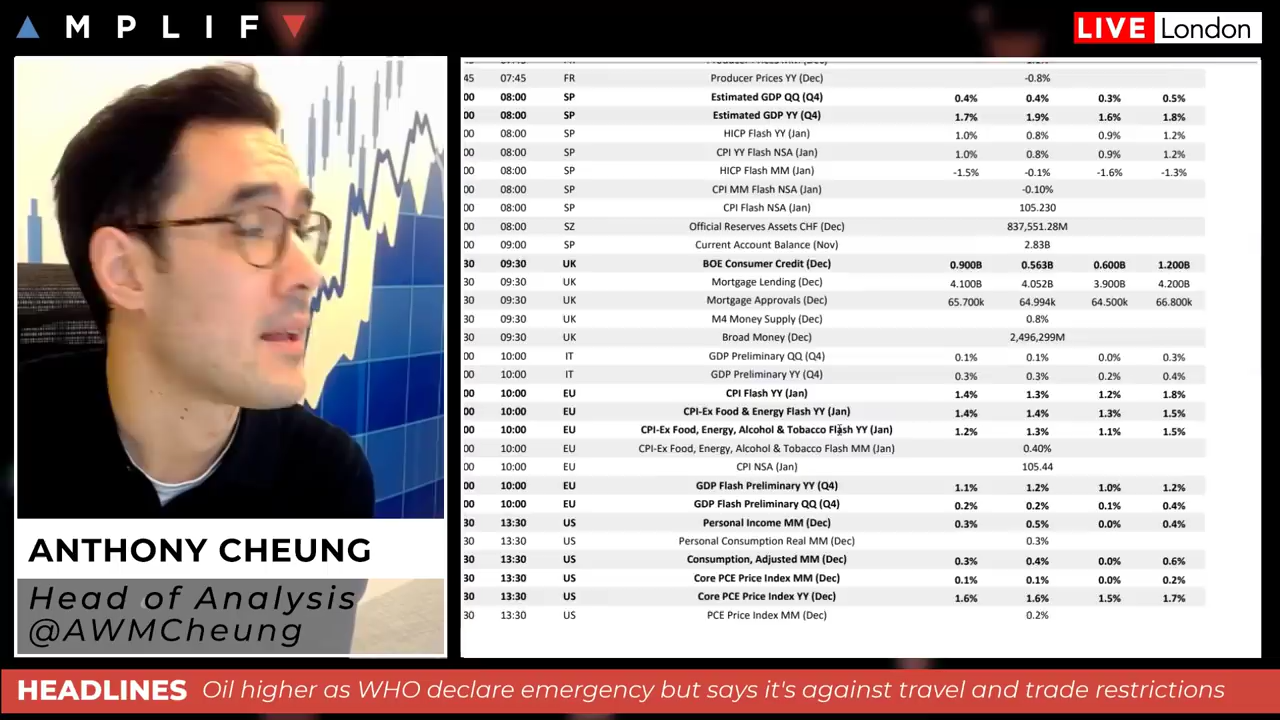 AMPLIFY
LIVE London
45 07:45
00 07:45 FR Producer Prices YY (Dec) -0.8%
00 08:00 SP Estimated GDP QQ (Q4) 0.4% 0.4% 0.3% 0.5%
00 08:00 SP Estimated GDP YY (Q4) 1.7% 1.9% 1.6% 1.8%
00 08:00 SP HICP Flash YY (Jan) 1.0% 0.8% 0.9% 1.2%
00 08:00 SP CPI YY Flash NSA (Jan) 1.0% 0.8% 0.9% 1.2%
00 08:00 SP HICP Flash MM (Jan) -1.5% -0.1% -1.6% -1.3%
00 08:00 SP CPI MM Flash NSA (Jan) -0.10%
00 08:00 SP CPI Flash NSA (Jan) 105.230
00 08:00 SZ Official Reserves Assets CHF (Dec) 837,551.28M
00 09:00 SP Current Account Balance (Nov) 2.83B
30 09:30 UK BOE Consumer Credit (Dec) 0.900B 0.563B 0.600B 1.200B
30 09:30 UK Mortgage Lending (Dec) 4.100B 4.052B 3.900B 4.200B
30 09:30 UK Mortgage Approvals (Dec) 65.700k 64.994k 64.500k 66.800k
30 09:30 UK M4 Money Supply (Dec) 0.8%
30 09:30 UK Broad Money (Dec) 2,496,299M
00 10:00 IT GDP Preliminary QQ (Q4) 0.1% 0.1% 0.0% 0.3%
00 10:00 IT GDP Preliminary YY (Q4) 0.3% 0.3% 0.2% 0.4%
00 10:00 EU CPI Flash YY (Jan) 1.4% 1.3% 1.2% 1.8%
00 10:00 EU CPI-Ex Food & Energy Flash YY (Jan) 1.4% 1.4% 1.3% 1.5%
00 10:00 EU CPI-Ex Food, Energy, Alcohol & Tobacco Flash YY (Jan) 1.2% 1.3% 1.1% 1.5%
00 10:00 EU CPI-Ex Food, Energy, Alcohol & Tobacco Flash MM (Jan) 0.40%
00 10:00 EU CPI NSA (Jan) 105.44
00 10:00 EU GDP Flash Preliminary YY (Q4) 1.1% 1.2% 1.0% 1.2%
00 10:00 EU GDP Flash Preliminary QQ (Q4) 0.2% 0.2% 0.1% 0.4%
30 13:30 US Personal Income MM (Dec) 0.3% 0.5% 0.0% 0.4%
30 13:30 US Personal Consumption Real MM (Dec) 0.3%
30 13:30 US Consumption, Adjusted MM (Dec) 0.3% 0.4% 0.0% 0.6%
30 13:30 US Core PCE Price Index MM (Dec) 0.1% 0.1% 0.0% 0.2%
30 13:30 US Core PCE Price Index YY (Dec) 1.6% 1.6% 1.5% 1.7%
30 13:30 US PCE Price Index MM (Dec) 0.2%
ANTHONY CHEUNG
Head of Analysis
@AWMCheung
HEADLINES Oil higher as WHO declare emergency but says it's against travel and trade restrictions